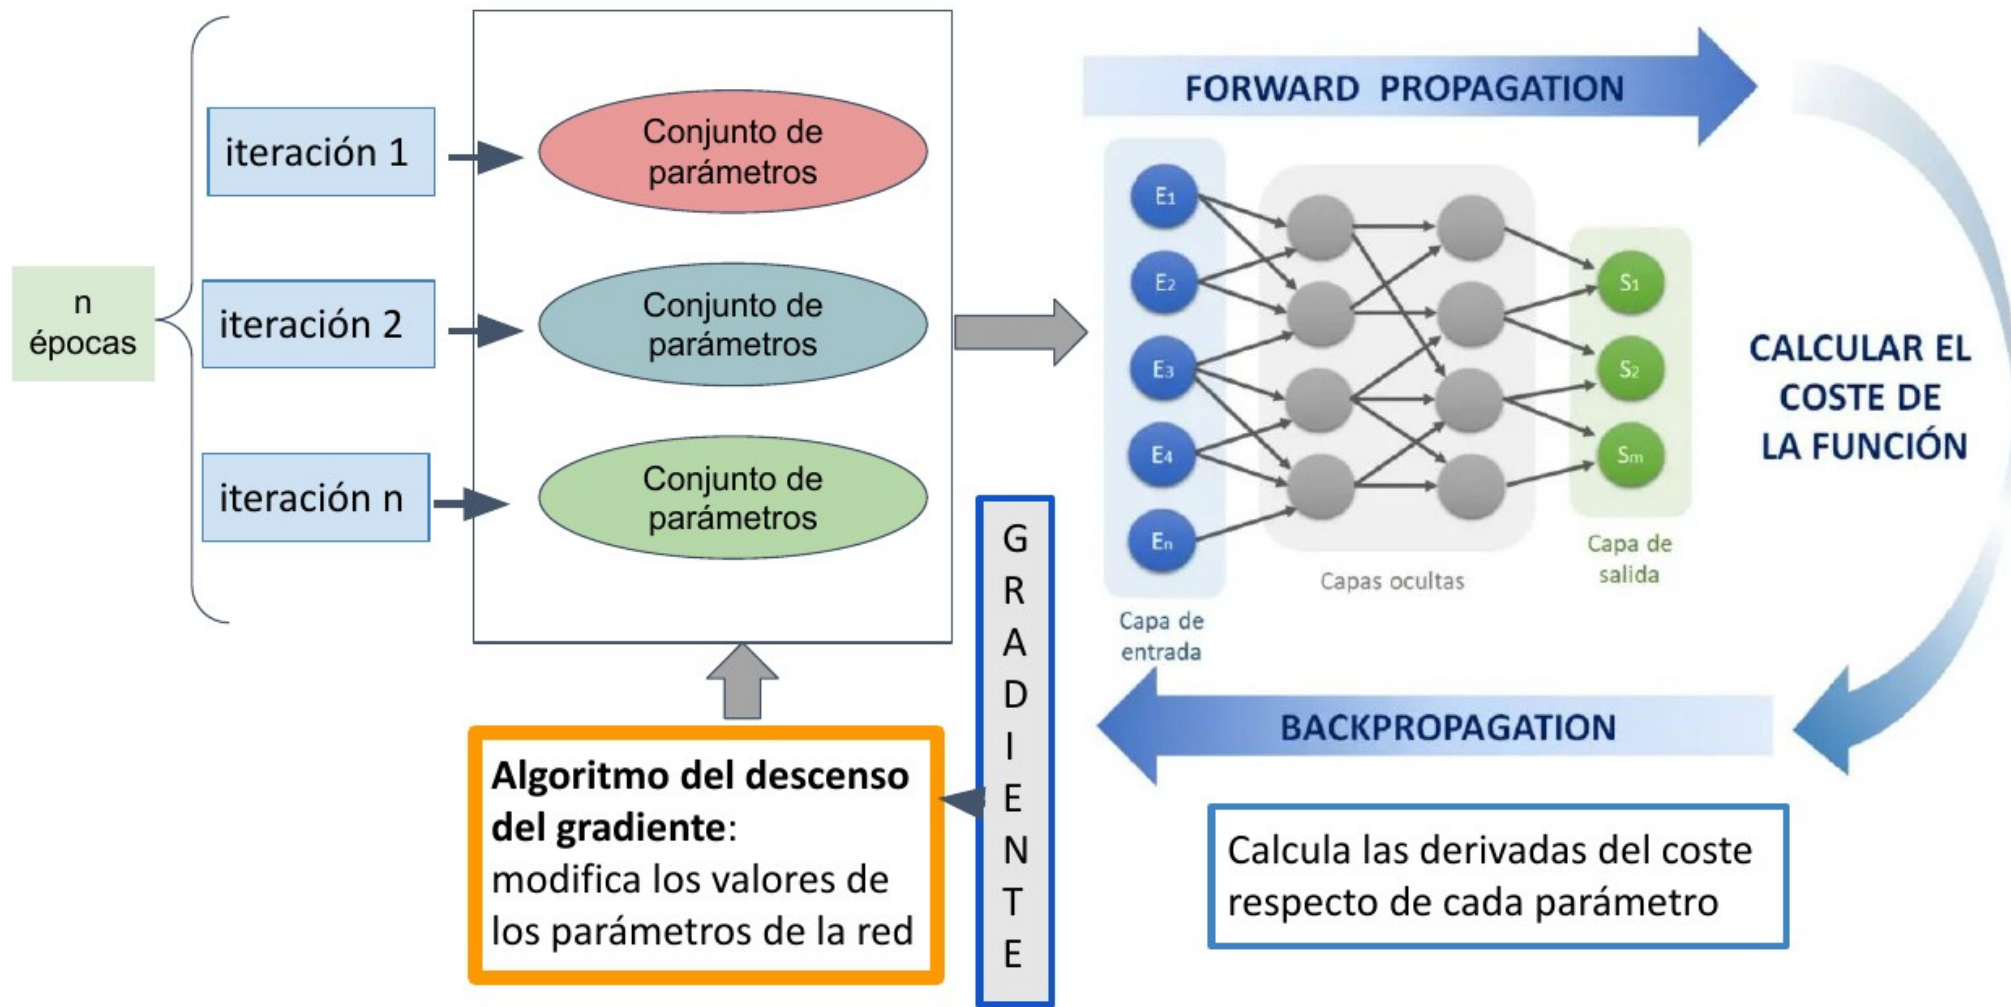 n
épocas
iteración 1
Conjunto de
parámetros
iteración 2
Conjunto de
parámetros
iteración n
Conjunto de
parámetros
FORWARD PROPAGATION
E1
E2
E3
E4
En
S1
S2
Sm
Capa de
entrada
Capas ocultas
Capa de
salida
CALCULAR EL
COSTE DE
LA FUNCIÓN
BACKPROPAGATION
Calcula las derivadas del coste
respecto de cada parámetro
G
R
A
D
I
E
N
T
E
Algoritmo del descenso
del gradiente:
modifica los valores de
los parámetros de la red